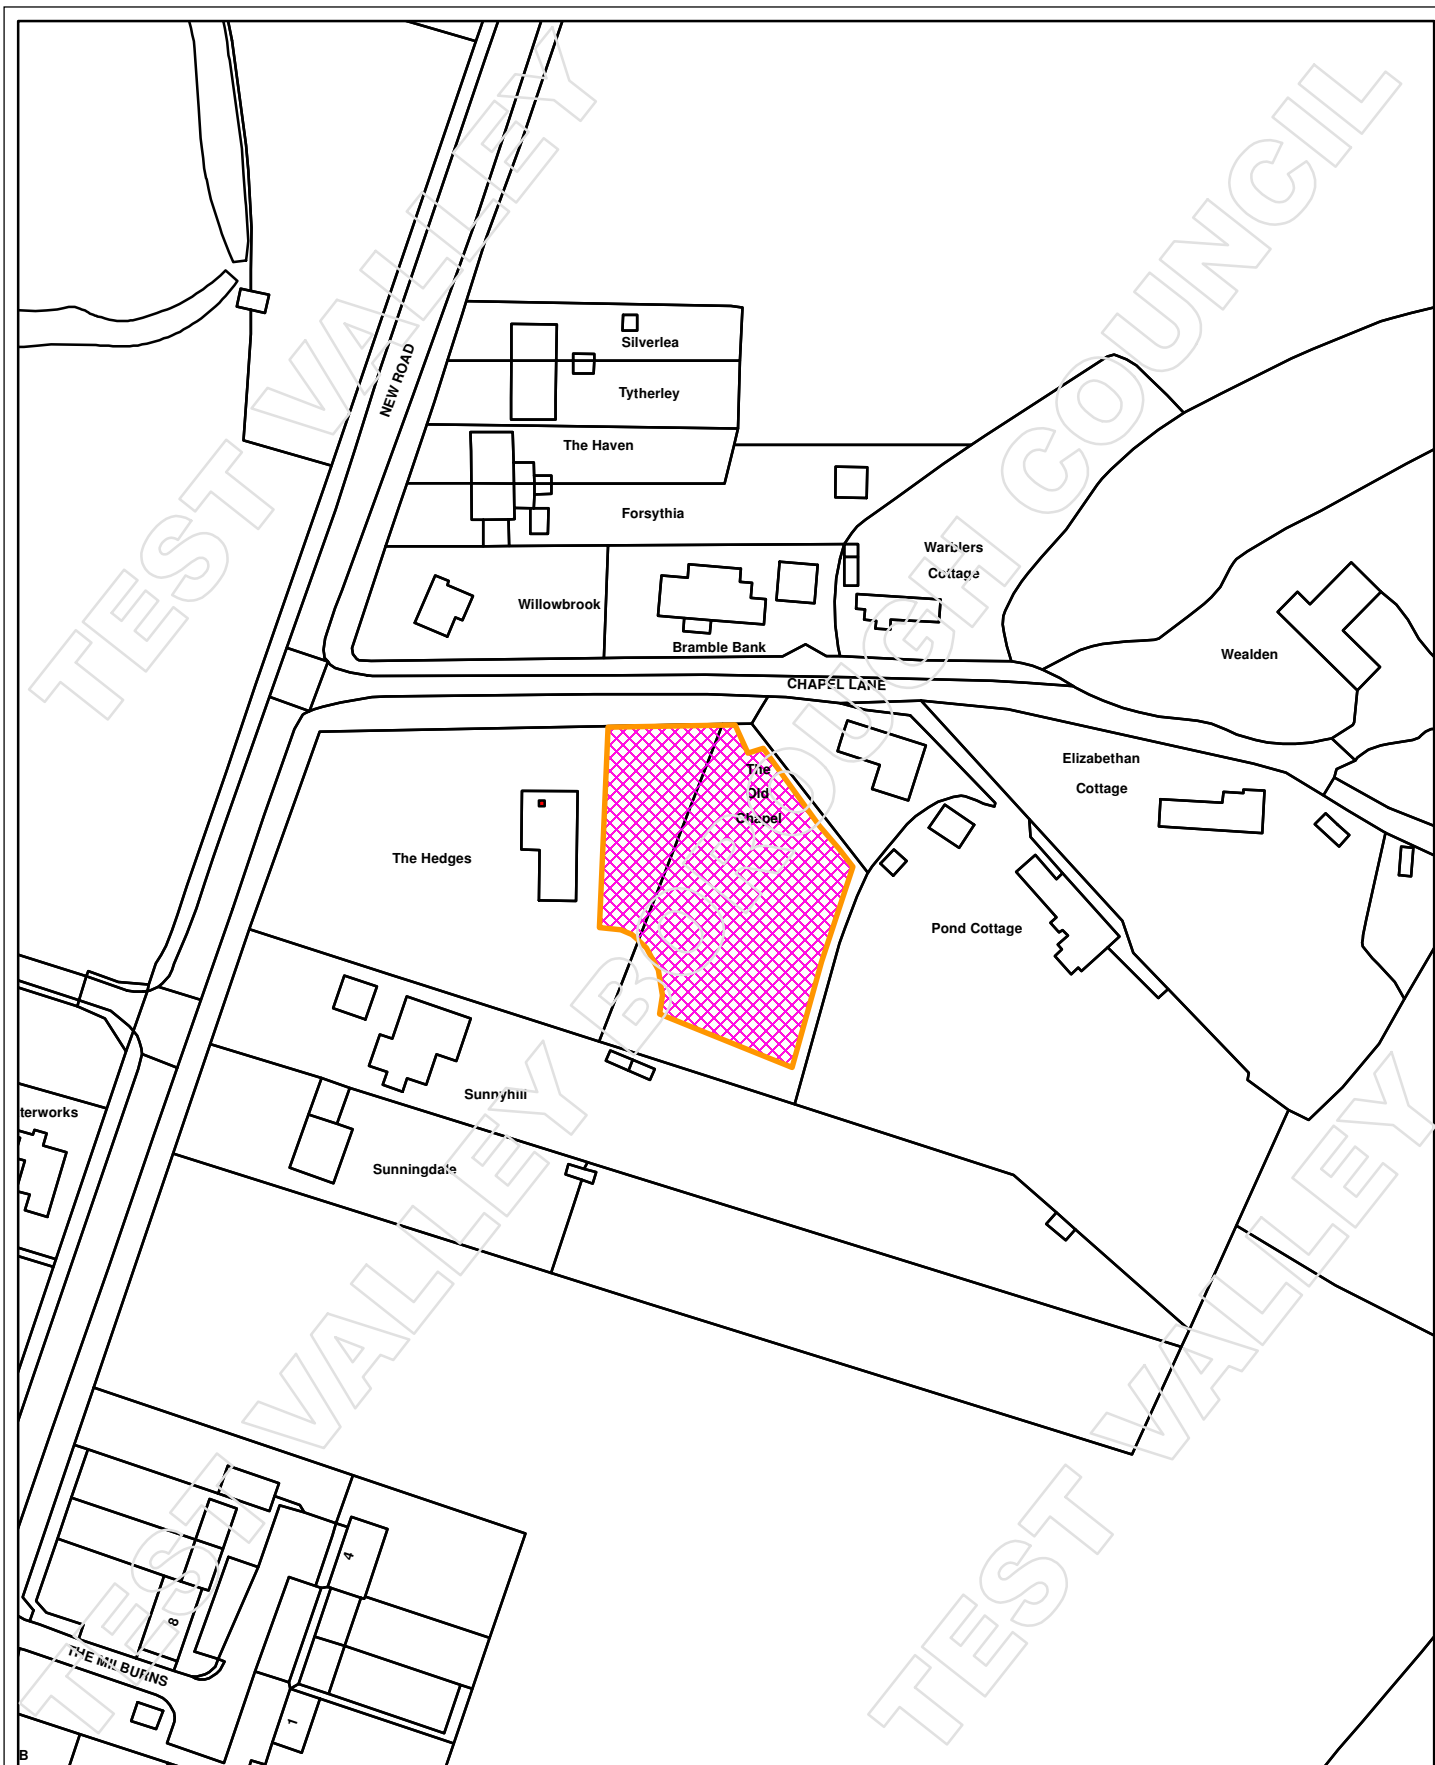 TEST VALLEY BOROUGH COUNCIL
TEST VALLEY
TEST VALLEY
NEW ROAD
Silverlea
Tytherley
The Haven
Forsythia
Warblers
Cottage
Willowbrook
Bramble Bank
Wealden
CHAPEL LANE
Elizabethan
Cottage
The
Old
Chapel
The Hedges
Pond Cottage
Sunnyhill
terworks
Sunningdale
4
8
THE MILBURNS
1
B